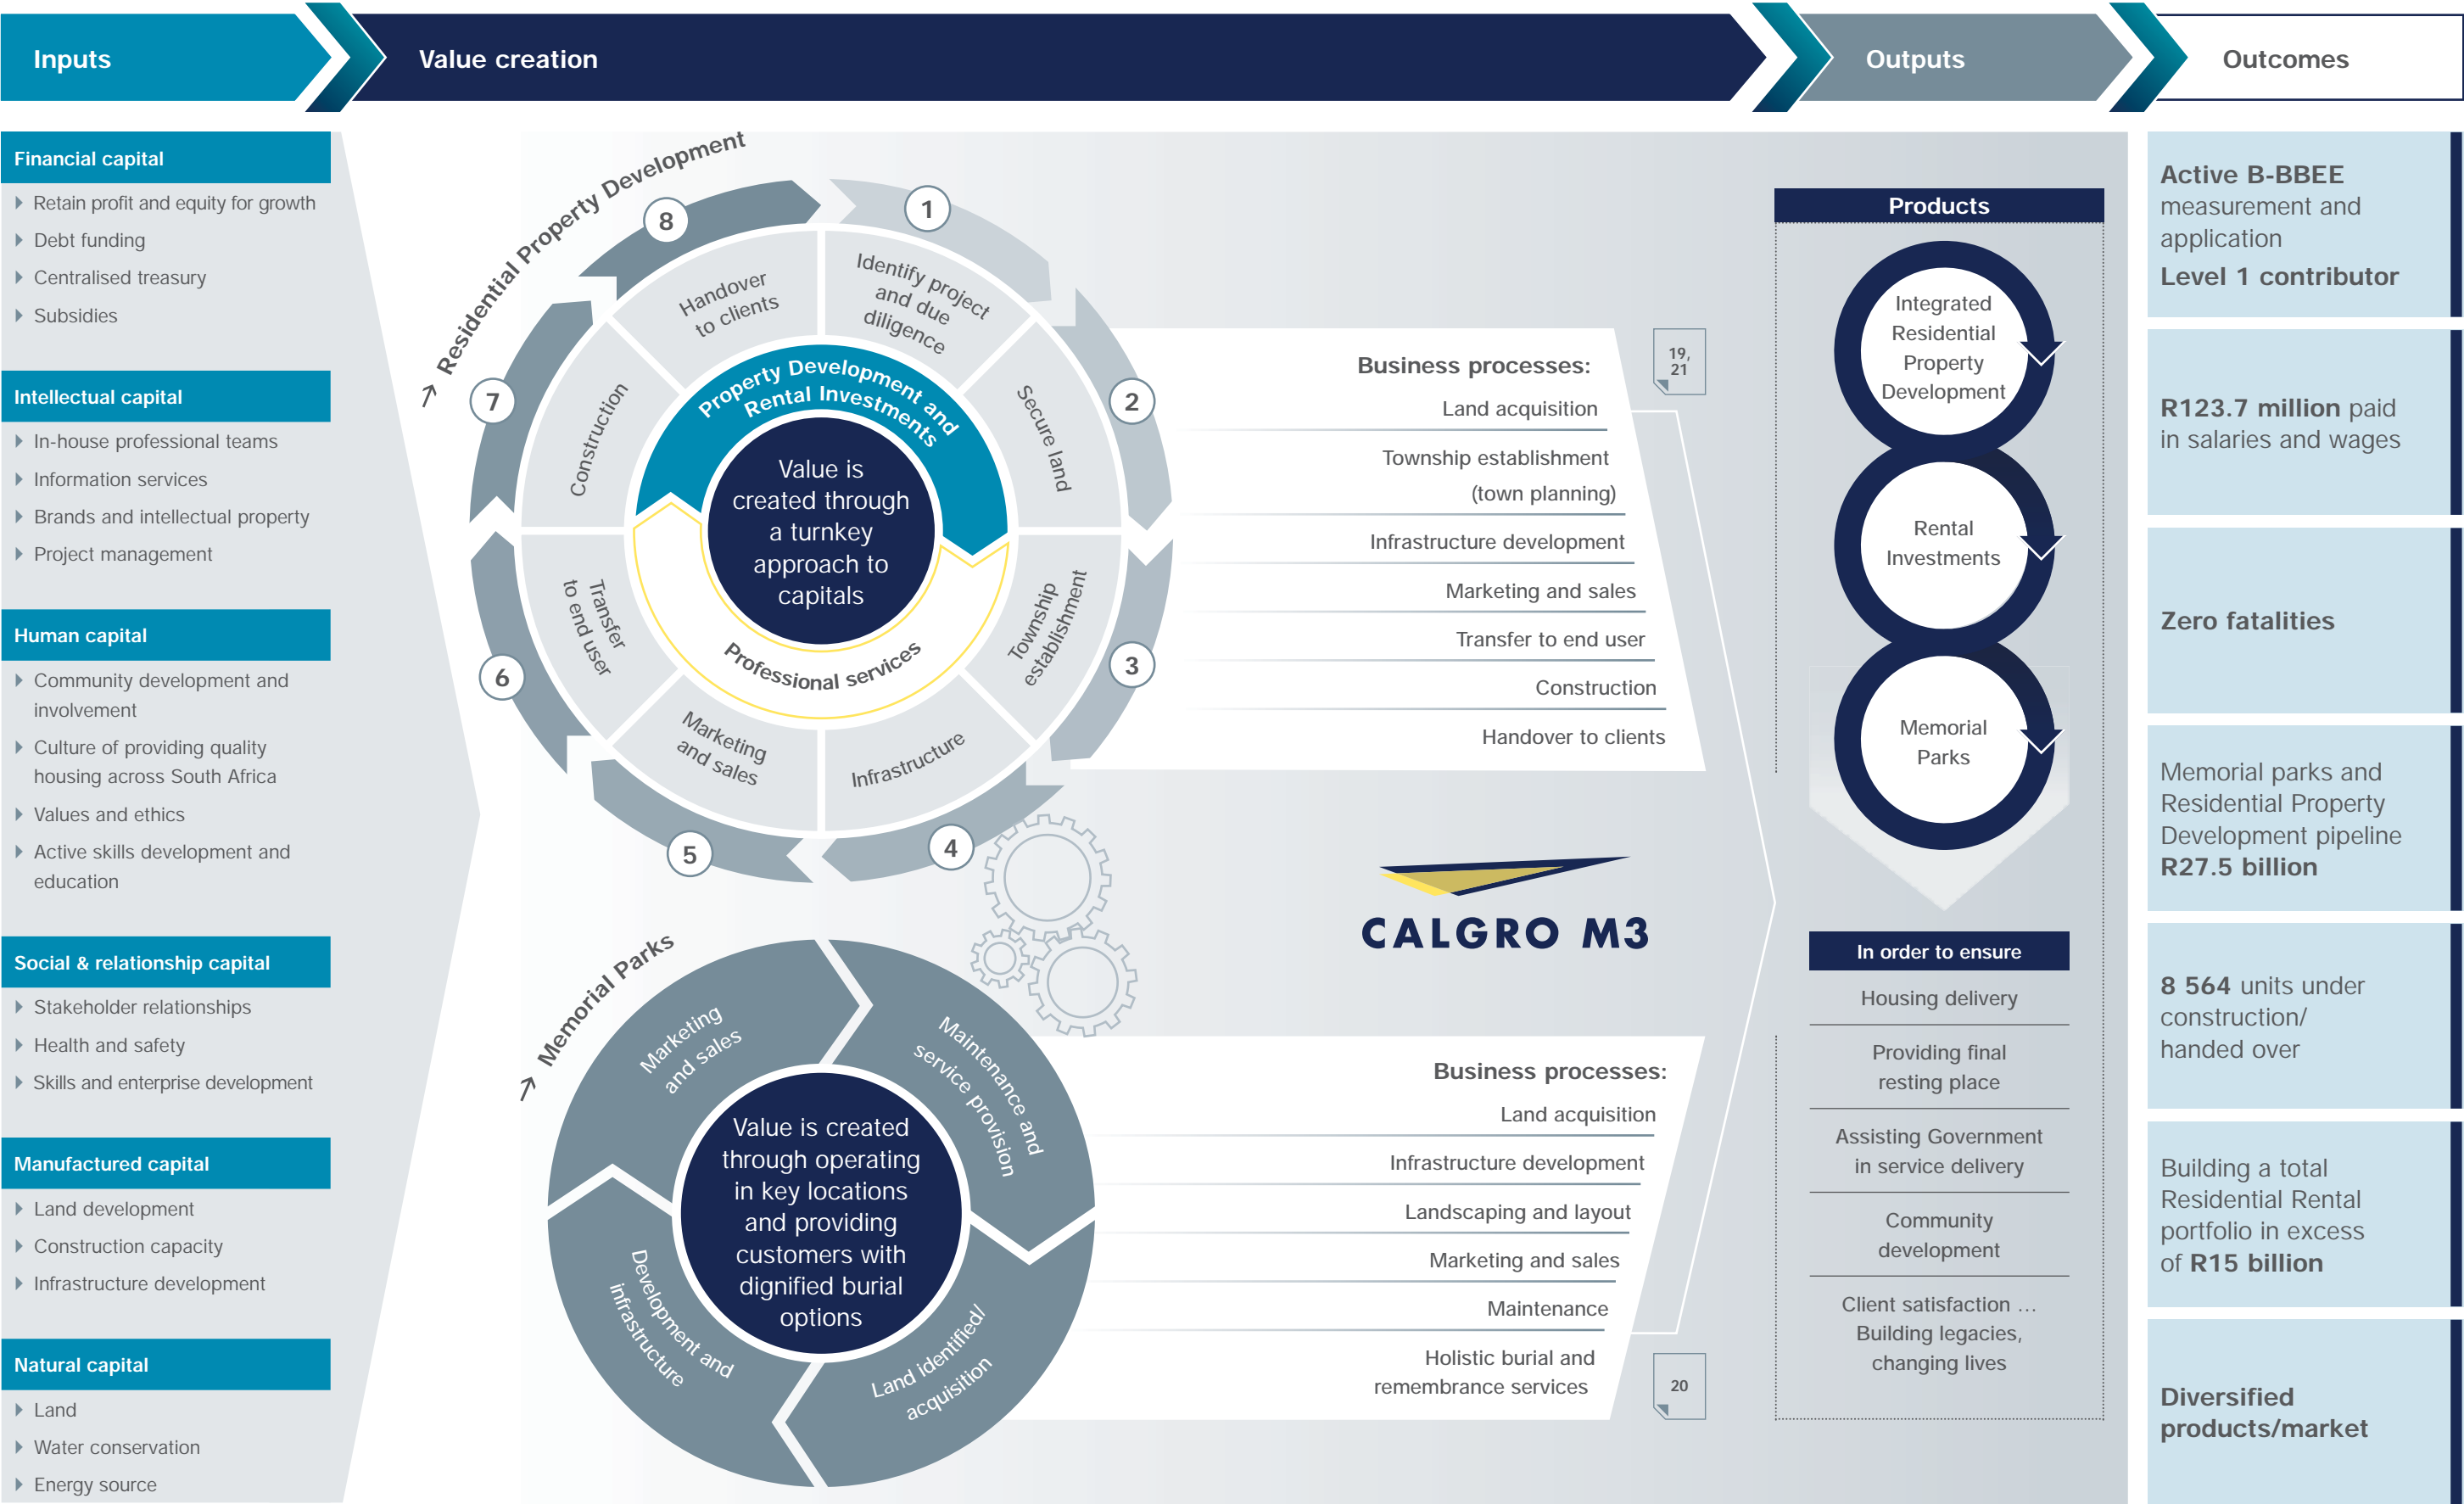 Inputs
Value creation
Outputs
Outcomes
Financial capital
Retain profit and equity for growth
Debt funding
Centralised treasury
Subsidies
Intellectual capital
In-house professional teams
Information services
Brands and intellectual property
Project management
Human capital
Community development and
involvement
Culture of providing quality
housing across South Africa
Values and ethics
Active skills development and
education
Social & relationship capital
Stakeholder relationships
Health and safety
Skills and enterprise development
Manufactured capital
Land development
Construction capacity
Infrastructure development
Natural capital
Land
Water conservation
Energy source
Residential Property Development
1
2
3
4
5
6
7
8
Identify project
and due
diligence
Secure land
Township
establishment
Infrastructure
Marketing
and sales
Transfer
to end user
Construction
Handover
to clients
Property Development and
Rental Investments
Professional services
Value is
created through
a turnkey
approach to
capitals
Business processes:
19,
21
Land acquisition
Township establishment
(town planning)
Infrastructure development
Marketing and sales
Transfer to end user
Construction
Handover to clients
CALGRO M3
Memorial Parks
Marketing
and sales
Maintenance and
service provision
Land identified/
acquisition
Development and
infrastructure
Value is created
through operating
in key locations
and providing
customers with
dignified burial
options
Business processes:
Land acquisition
Infrastructure development
Landscaping and layout
Marketing and sales
Maintenance
Holistic burial and
remembrance services
20
Products
Integrated
Residential
Property
Development
Rental
Investments
Memorial
Parks
In order to ensure
Housing delivery
Providing final
resting place
Assisting Government
in service delivery
Community
development
Client satisfaction …
Building legacies,
changing lives
Active B-BBEE
measurement and
application
Level 1 contributor
R123.7 million paid
in salaries and wages
Zero fatalities
Memorial parks and
Residential Property
Development pipeline
R27.5 billion
8 564 units under
construction/
handed over
Building a total
Residential Rental
portfolio in excess
of R15 billion
Diversified
products/market